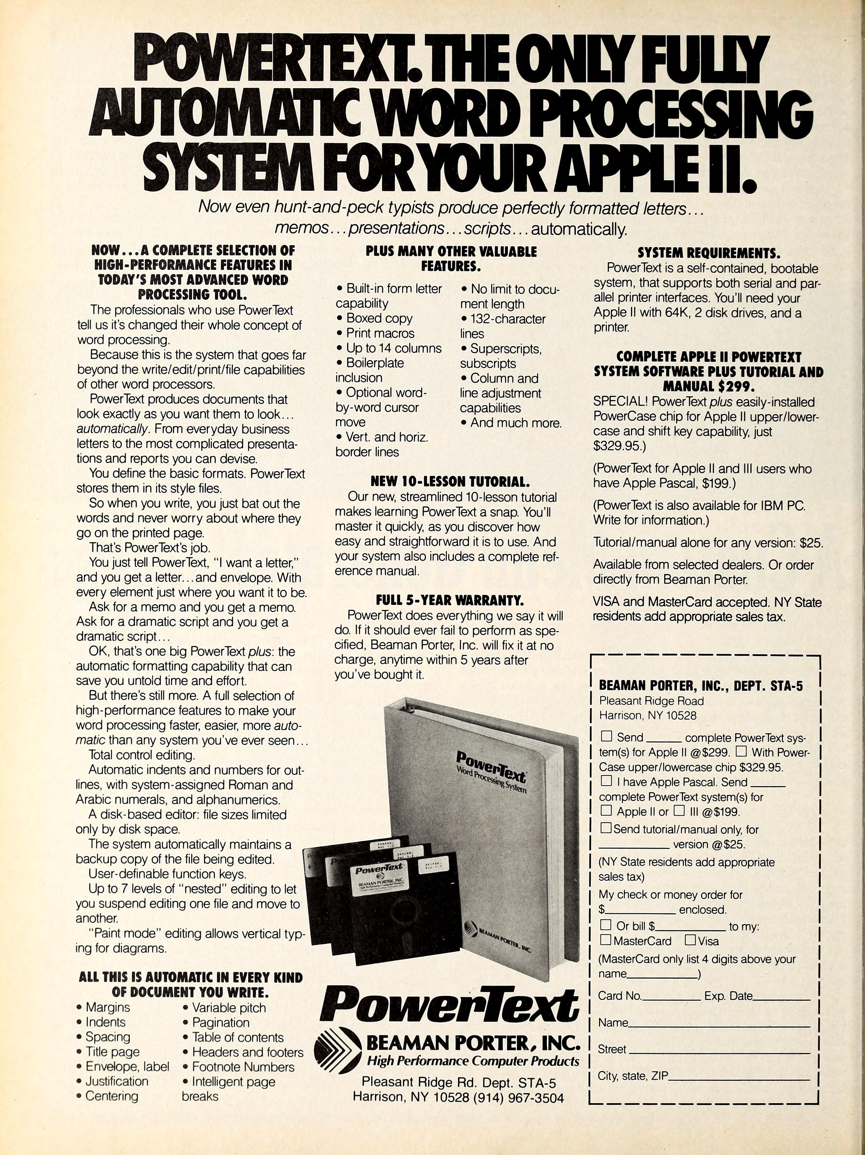 POWERTEXT. THE ONLY FULLY
AUTOMATIC WORD PROCESSING
SYSTEM FOR YOUR APPLE II.
Now even hunt-and-peck typists produce perfectly formatted letters...
memos...presentations...scripts...automatically.
NOW...A COMPLETE SELECTION OF
HIGH-PERFORMANCE FEATURES IN
TODAY'S MOST ADVANCED WORD
PROCESSING TOOL.
The professionals who use PowerText
tell us it's changed their whole concept of
word processing.
Because this is the system that goes far
beyond the write/edit/print/file capabilities
of other word processors.
PowerText produces documents that
look exactly as you want them to look...
automatically. From everyday business
letters to the most complicated presenta-
tions and reports you can devise.
You define the basic formats. PowerText
stores them in its style files.
So when you write, you just bat out the
words and never worry about where they
go on the printed page.
That's PowerText's job.
You just tell PowerText, "I want a letter,"
and you get a letter...and envelope. With
every element just where you want it to be.
Ask for a memo and you get a memo.
Ask for a dramatic script and you get a
dramatic script...
OK, that's one big PowerText plus: the
automatic formatting capability that can
save you untold time and effort.
But there's still more. A full selection of
high-performance features to make your
word processing faster, easier, more auto-
matic than any system you've ever seen...
Total control editing.
Automatic indents and numbers for out-
lines, with system-assigned Roman and
Arabic numerals, and alphanumerics.
A disk-based editor: file sizes limited
only by disk space.
The system automatically maintains a
backup copy of the file being edited.
User-definable function keys.
Up to 7 levels of "nested" editing to let
you suspend editing one file and move to
another.
"Paint mode" editing allows vertical typ-
ing for diagrams.
ALL THIS IS AUTOMATIC IN EVERY KIND
OF DOCUMENT YOU WRITE.
• Margins
• Indents
• Spacing
• Title page
• Envelope, label
• Justification
• Centering
• Variable pitch
• Pagination
• Table of contents
• Headers and footers
• Footnote Numbers
• Intelligent page
breaks
PLUS MANY OTHER VALUABLE
FEATURES.
• Built-in form letter
capability
• Boxed copy
• Print macros
• Up to 14 columns
• Boilerplate
inclusion
• Optional word-
by-word cursor
move
• Vert. and horiz.
border lines
• No limit to docu-
ment length
• 132-character
lines
• Superscripts,
subscripts
• Column and
line adjustment
capabilities
• And much more.
NEW 10-LESSON TUTORIAL.
Our new, streamlined 10-lesson tutorial
makes learning PowerText a snap. You'll
master it quickly, as you discover how
easy and straightforward it is to use. And
your system also includes a complete ref-
erence manual.
FULL 5-YEAR WARRANTY.
PowerText does everything we say it will
do. If it should ever fail to perform as spe-
cified, Beaman Porter, Inc. will fix it at no
charge, anytime within 5 years after
you've bought it.
PowerText
Word Processing System
BEAMAN PORTER, INC.
PowerText
BEAMAN PORTER, INC.
PowerText
BEAMAN PORTER, INC.
High Performance Computer Products
Pleasant Ridge Rd. Dept. STA-5
Harrison, NY 10528 (914) 967-3504
SYSTEM REQUIREMENTS.
PowerText is a self-contained, bootable
system, that supports both serial and par-
allel printer interfaces. You'll need your
Apple II with 64K, 2 disk drives, and a
printer.
COMPLETE APPLE II POWERTEXT
SYSTEM SOFTWARE PLUS TUTORIAL AND
MANUAL $299.
SPECIAL! PowerText plus easily-installed
PowerCase chip for Apple II upper/lower-
case and shift key capability, just
$329.95.)
(PowerText for Apple II and III users who
have Apple Pascal, $199.)
(PowerText is also available for IBM PC.
Write for information.)
Tutorial/manual alone for any version: $25.
Available from selected dealers. Or order
directly from Beaman Porter.
VISA and MasterCard accepted. NY State
residents add appropriate sales tax.
BEAMAN PORTER, INC., DEPT. STA-5
Pleasant Ridge Road
Harrison, NY 10528
☐ Send ______ complete PowerText sys-
tem(s) for Apple II @$299. ☐ With Power-
Case upper/lowercase chip $329.95.
☐ I have Apple Pascal. Send ______
complete PowerText system(s) for
☐ Apple II or ☐ III @$199.
☐ Send tutorial/manual only, for
____________ version @$25.
(NY State residents add appropriate
sales tax)
My check or money order for
$____________ enclosed.
☐ Or bill $____________ to my:
☐ MasterCard ☐ Visa
(MasterCard only list 4 digits above your
name____________)
Card No.__________ Exp. Date__________
Name____________
Street____________
City, state, ZIP____________